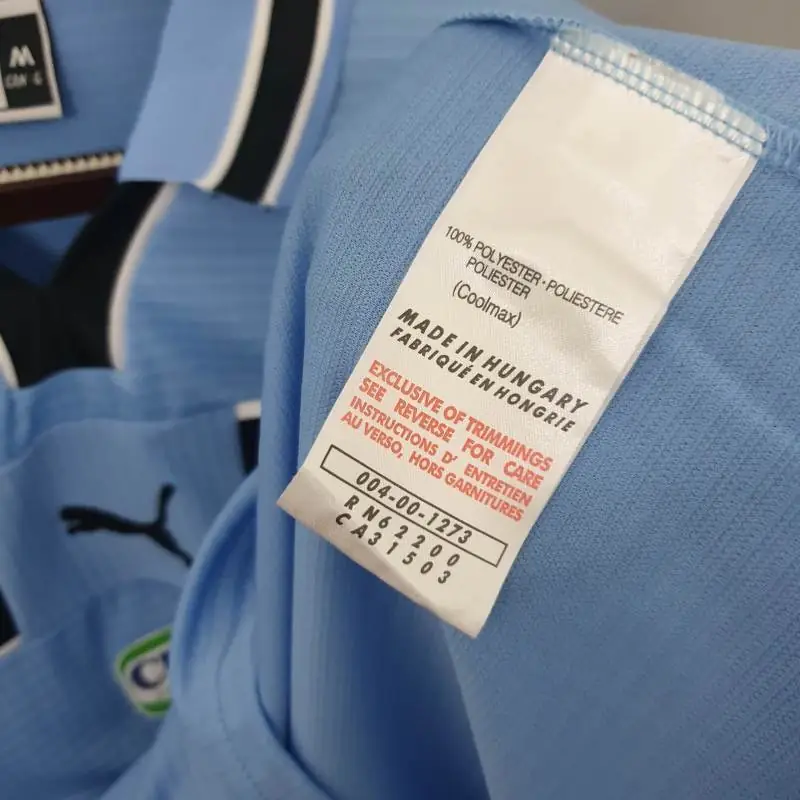 M
100% POLYESTER · POLIESTERE
POLIESTER
(Coolmax)
MADE IN HUNGARY
FABRIQUÉ EN HONGRIE
EXCLUSIVE OF TRIMMINGS
SEE REVERSE FOR CARE
INSTRUCTIONS D' ENTRETIEN
AU VERSO, HORS GARNITURES
004-00-1273
RN62200
CA31503